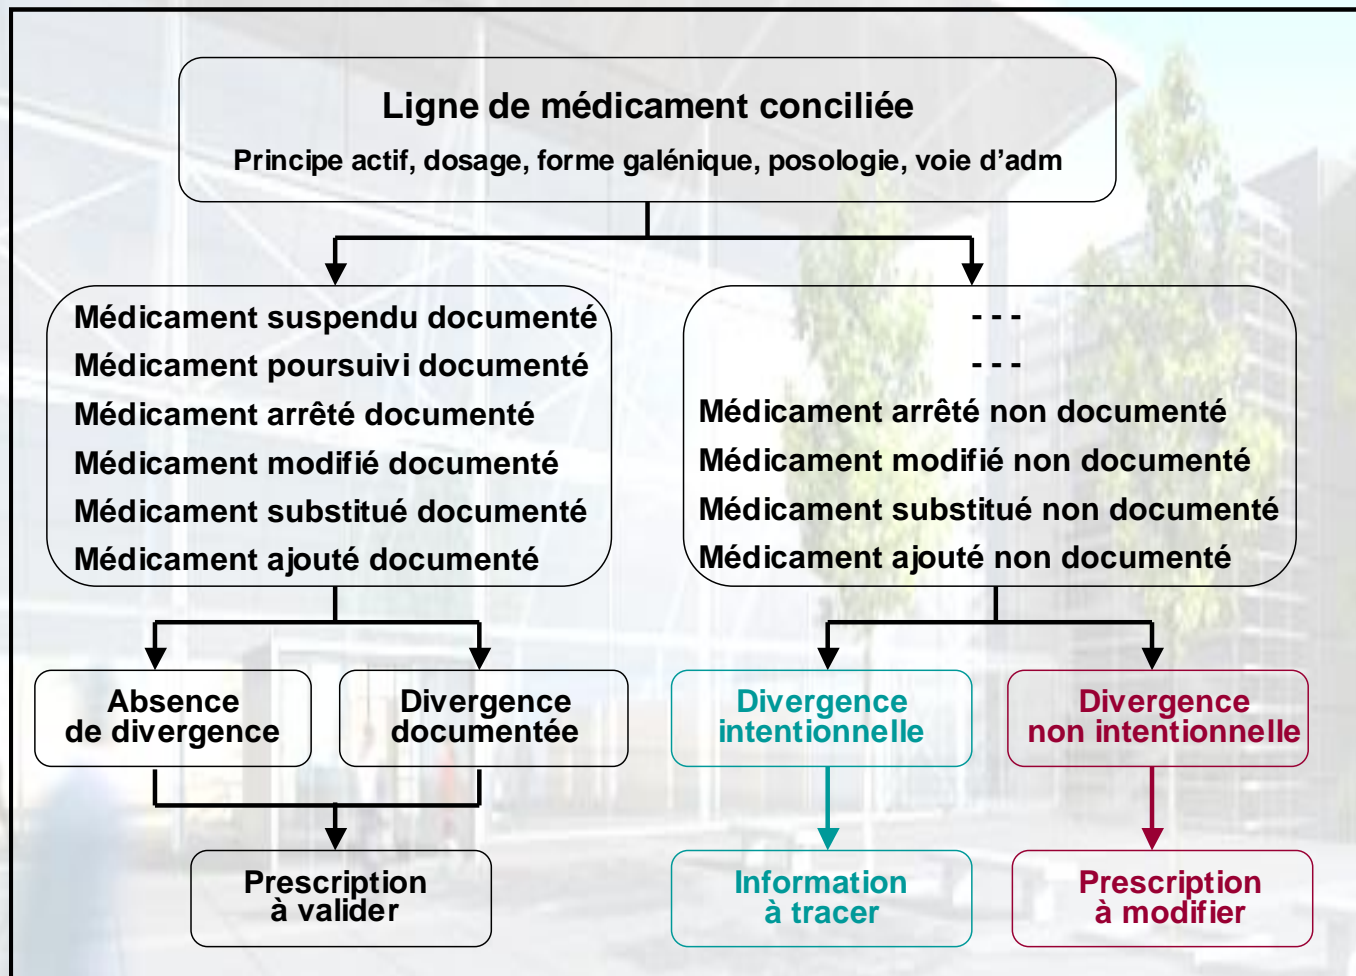 Ligne de médicament conciliée
Principe actif, dosage, forme galénique, posologie, voie d'adm
Médicament suspendu documenté
Médicament poursuivi documenté
Médicament arrêté documenté
Médicament modifié documenté
Médicament substitué documenté
Médicament ajouté documenté
- - -
- - -
Médicament arrêté non documenté
Médicament modifié non documenté
Médicament substitué non documenté
Médicament ajouté non documenté
Absence
de divergence
Divergence
documentée
Divergence
intentionnelle
Divergence
non intentionnelle
Prescription
à valider
Information
à tracer
Prescription
à modifier